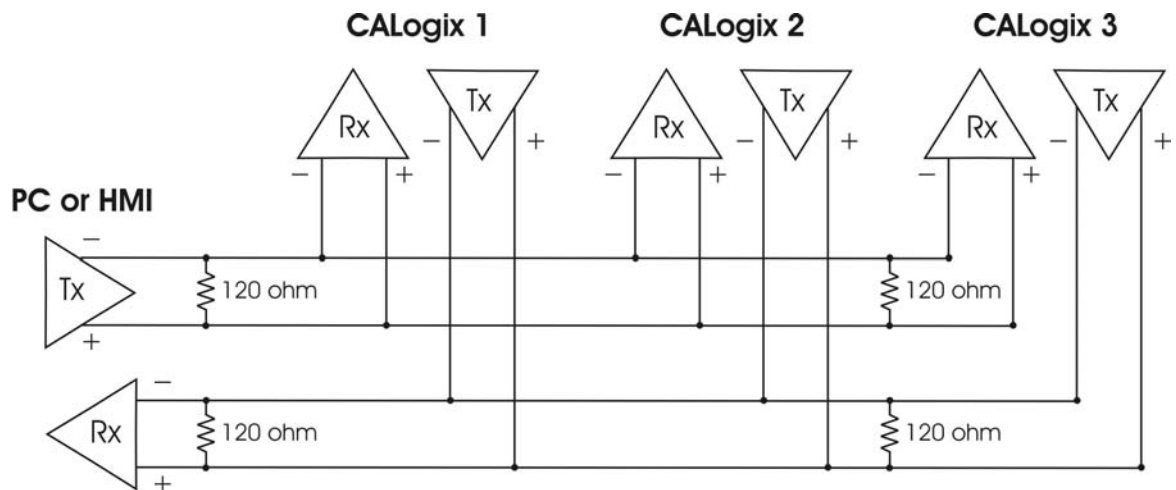 CALogix 1
CALogix 2
CALogix 3
Rx
Tx
Rx
Tx
Rx
Tx
− + − +
− + − +
− + − +
PC or HMI
−
Tx
+
120 ohm
120 ohm
−
Rx
+
120 ohm
120 ohm